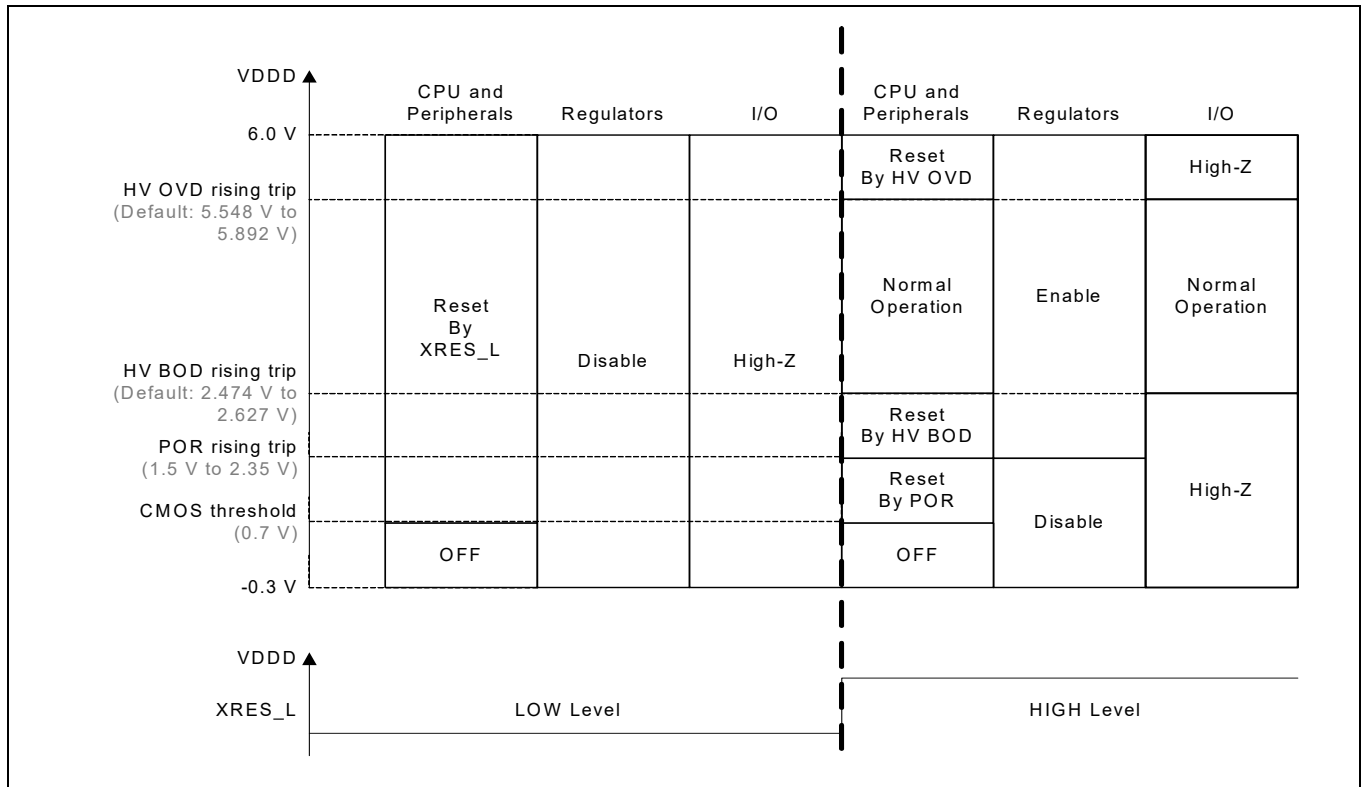 VDDD
CPU and
Peripherals
Regulators
I/O
CPU and
Peripherals
Regulators
I/O
6.0 V
HV OVD rising trip
(Default: 5.548 V to
5.892 V)
HV BOD rising trip
(Default: 2.474 V to
2.627 V)
POR rising trip
(1.5 V to 2.35 V)
CMOS threshold
(0.7 V)
-0.3 V
Reset
By
XRES_L
OFF
Disable
High-Z
Reset
By HV OVD
Normal
Operation
Reset
By HV BOD
Reset
By POR
OFF
Enable
Disable
High-Z
Normal
Operation
High-Z
VDDD
XRES_L
LOW Level
HIGH Level